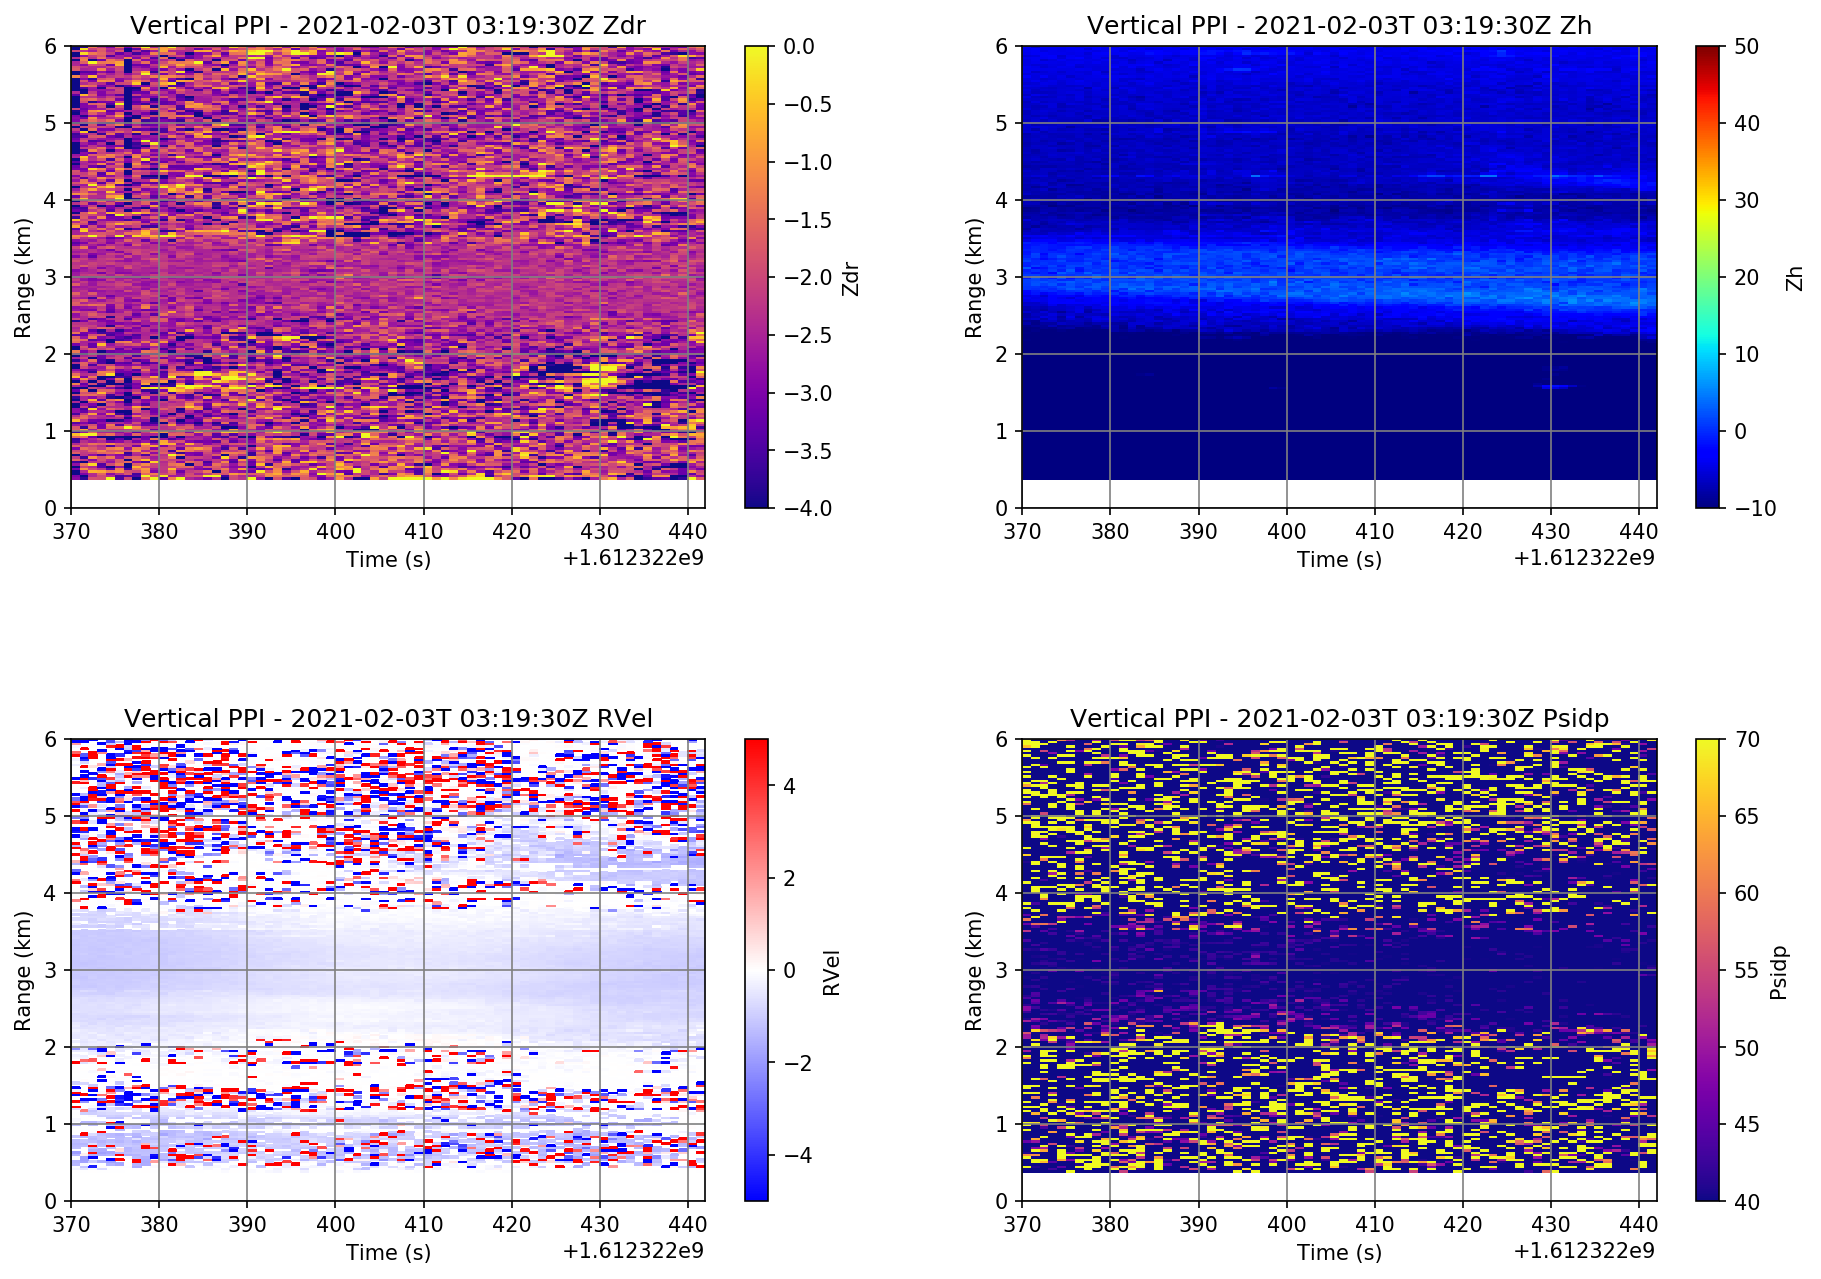 Vertical PPI - 2021-02-03T 03:19:30Z Zdr
6
5
4
3
2
1
0
Range (km)
370 380 390 400 410 420 430 440
Time (s)
+1.612322e9
0.0
−0.5
−1.0
−1.5
−2.0
−2.5
−3.0
−3.5
−4.0
Zdr
Vertical PPI - 2021-02-03T 03:19:30Z Zh
6
5
4
3
2
1
0
Range (km)
370 380 390 400 410 420 430 440
Time (s)
+1.612322e9
50
40
30
20
10
0
−10
Zh
Vertical PPI - 2021-02-03T 03:19:30Z RVel
6
5
4
3
2
1
0
Range (km)
370 380 390 400 410 420 430 440
Time (s)
+1.612322e9
4
2
0
−2
−4
RVel
Vertical PPI - 2021-02-03T 03:19:30Z Psidp
6
5
4
3
2
1
0
Range (km)
370 380 390 400 410 420 430 440
Time (s)
+1.612322e9
70
65
60
55
50
45
40
Psidp